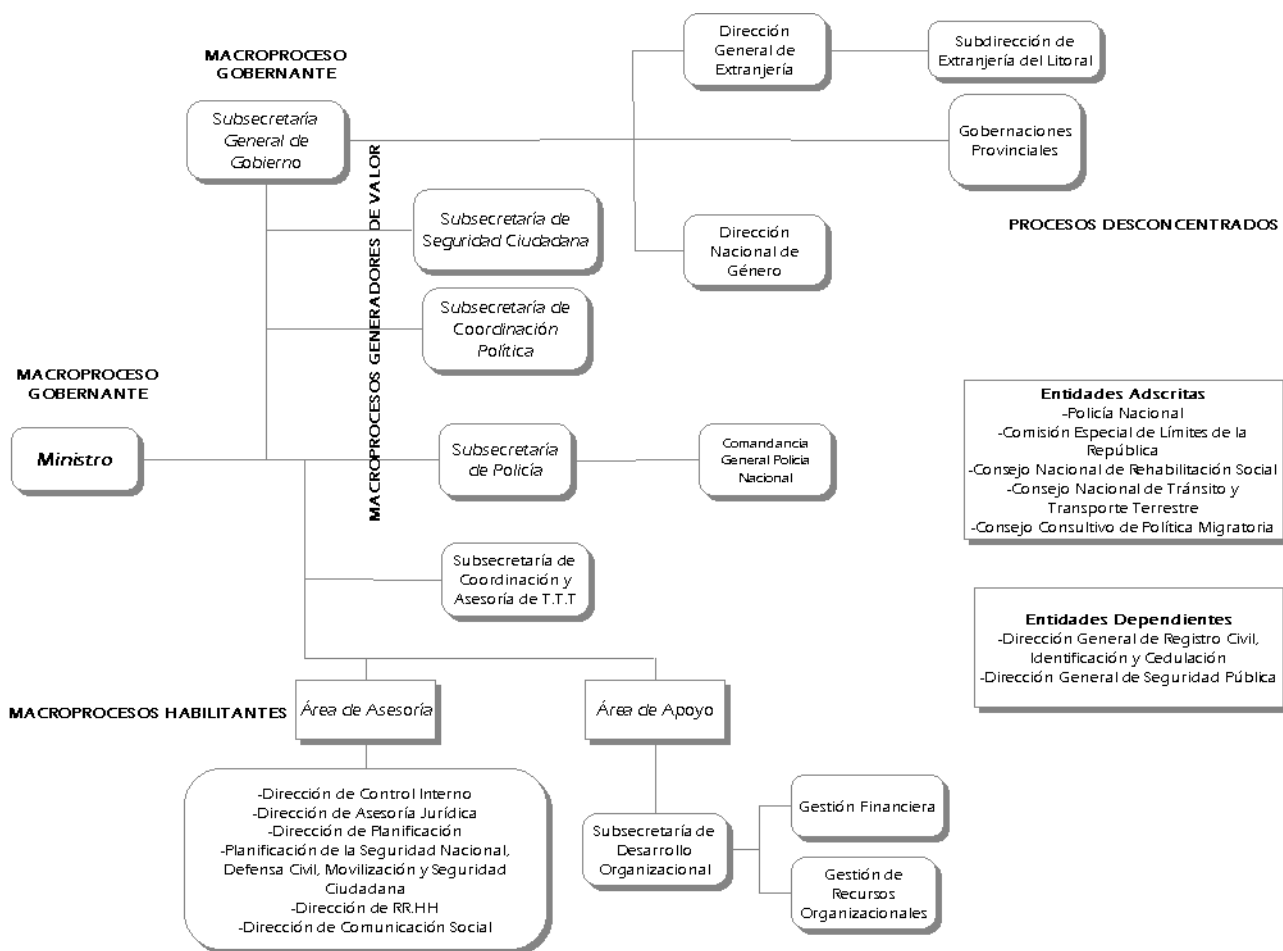 MACROPROCESO
GOBERNANTE
Subsecretaría
General de
Gobierno
Dirección
General de
Extranjería
Subdirección de
Extranjería del Litoral
Gobernaciones
Provinciales
MACROPROCESOS GENERADORES DE VALOR
Subsecretaría de
Seguridad Ciudadana
Dirección
Nacional de
Género
PROCESOS DESCONCENTRADOS
Subsecretaría de
Coordinación
Política
MACROPROCESO
GOBERNANTE
Ministro
Subsecretaría
de Policía
Comandancia
General Policia
Nacional
Entidades Adscritas
-Policía Nacional
-Comisión Especial de Límites de la
República
-Consejo Nacional de Rehabilitación Social
-Consejo Nacional de Tránsito y
Transporte Terrestre
-Consejo Consultivo de Política Migratoria
Subsecretaría de
Coordinación y
Asesoría de T.T.T
Entidades Dependientes
-Dirección General de Registro Civil,
Identificación y Cedulación
-Dirección General de Seguridad Pública
MACROPROCESOS HABILITANTES
Área de Asesoría
Área de Apoyo
-Dirección de Control Interno
-Dirección de Asesoría Jurídica
-Dirección de Planificación
-Planificación de la Seguridad Nacional,
Defensa Civil, Movilización y Seguridad
Ciudadana
-Dirección de RR.HH
-Dirección de Comunicación Social
Subsecretaría de
Desarrollo
Organizacional
Gestión Financiera
Gestión de
Recursos
Organizacionales